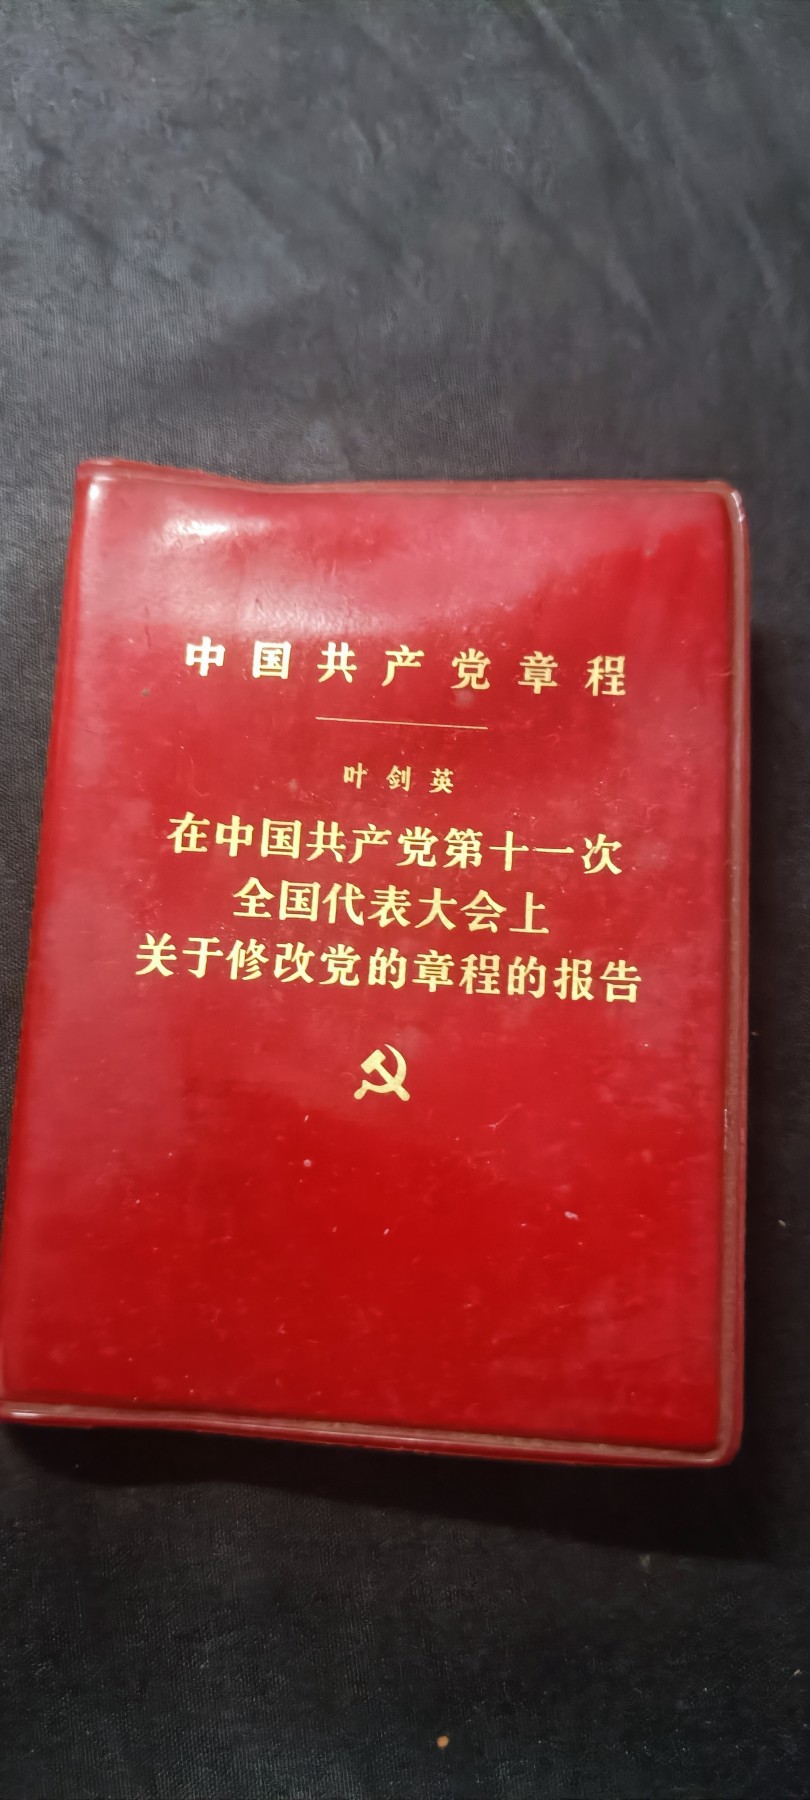 中国共产党章程
叶剑英
在中国共产党第十一次
全国代表大会上
关于修改党的章程的报告